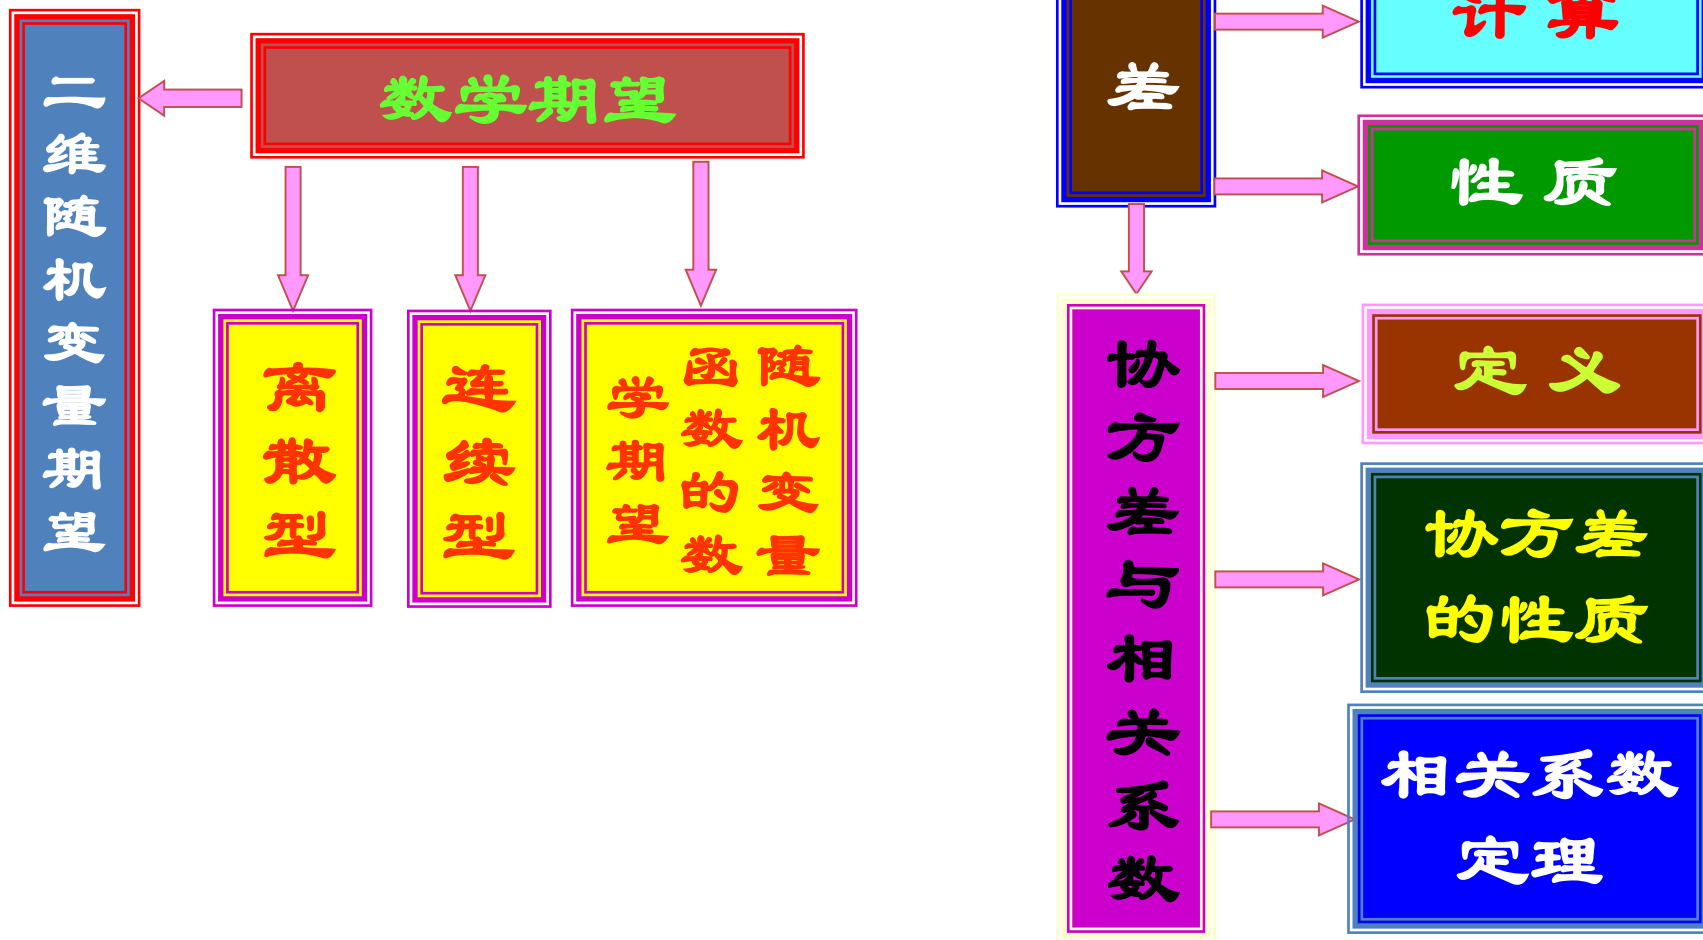 二维随机变量期望
数学期望
离散型
连续型
随机变量
函数的数
学期望
差
计算
性质
协方差与相关系数
定义
协方差
的性质
相关系数
定理